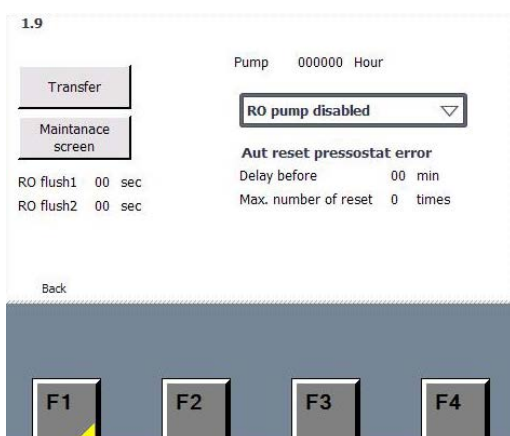 1.9
Pump 000000 Hour
Transfer
RO pump disabled
Maintanace
screen
Aut reset pressostat error
RO flush1 00 sec
Delay before 00 min
RO flush2 00 sec
Max. number of reset 0 times
Back
F1 F2 F3 F4